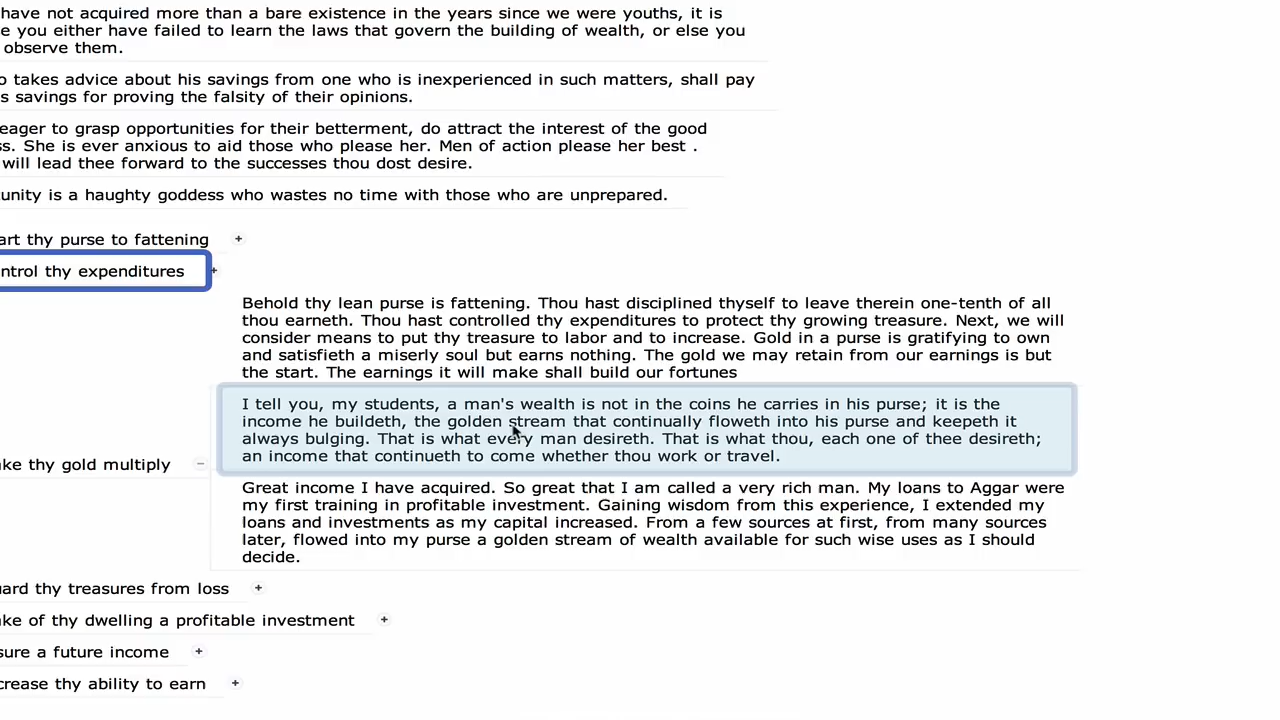 have not acquired more than a bare existence in the years since we were youths, it is
e you either have failed to learn the laws that govern the building of wealth, or else you
observe them.
o takes advice about his savings from one who is inexperienced in such matters, shall pay
s savings for proving the falsity of their opinions.
eager to grasp opportunities for their betterment, do attract the interest of the good
ss. She is ever anxious to aid those who please her. Men of action please her best .
will lead thee forward to the successes thou dost desire.
tunity is a haughty goddess who wastes no time with those who are unprepared.
art thy purse to fattening +
ntrol thy expenditures +
Behold thy lean purse is fattening. Thou hast disciplined thyself to leave therein one-tenth of all
thou earneth. Thou hast controlled thy expenditures to protect thy growing treasure. Next, we will
consider means to put thy treasure to labor and to increase. Gold in a purse is gratifying to own
and satisfieth a miserly soul but earns nothing. The gold we may retain from our earnings is but
the start. The earnings it will make shall build our fortunes
I tell you, my students, a man's wealth is not in the coins he carries in his purse; it is the
income he buildeth, the golden stream that continually floweth into his purse and keepeth it
always bulging. That is what every man desireth. That is what thou, each one of thee desireth;
an income that continueth to come whether thou work or travel.
ake thy gold multiply −
Great income I have acquired. So great that I am called a very rich man. My loans to Aggar were
my first training in profitable investment. Gaining wisdom from this experience, I extended my
loans and investments as my capital increased. From a few sources at first, from many sources
later, flowed into my purse a golden stream of wealth available for such wise uses as I should
decide.
uard thy treasures from loss +
ake of thy dwelling a profitable investment +
sure a future income +
crease thy ability to earn +